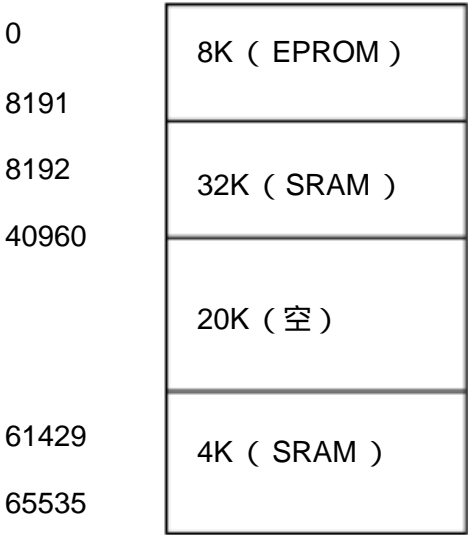 0
8K（EPROM）
8191
8192
32K（SRAM）
40960
20K（空）
61429
4K（SRAM）
65535